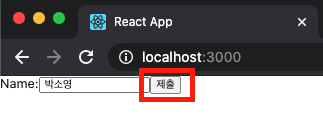 React App
localhost:3000
Name: 박소영 제출